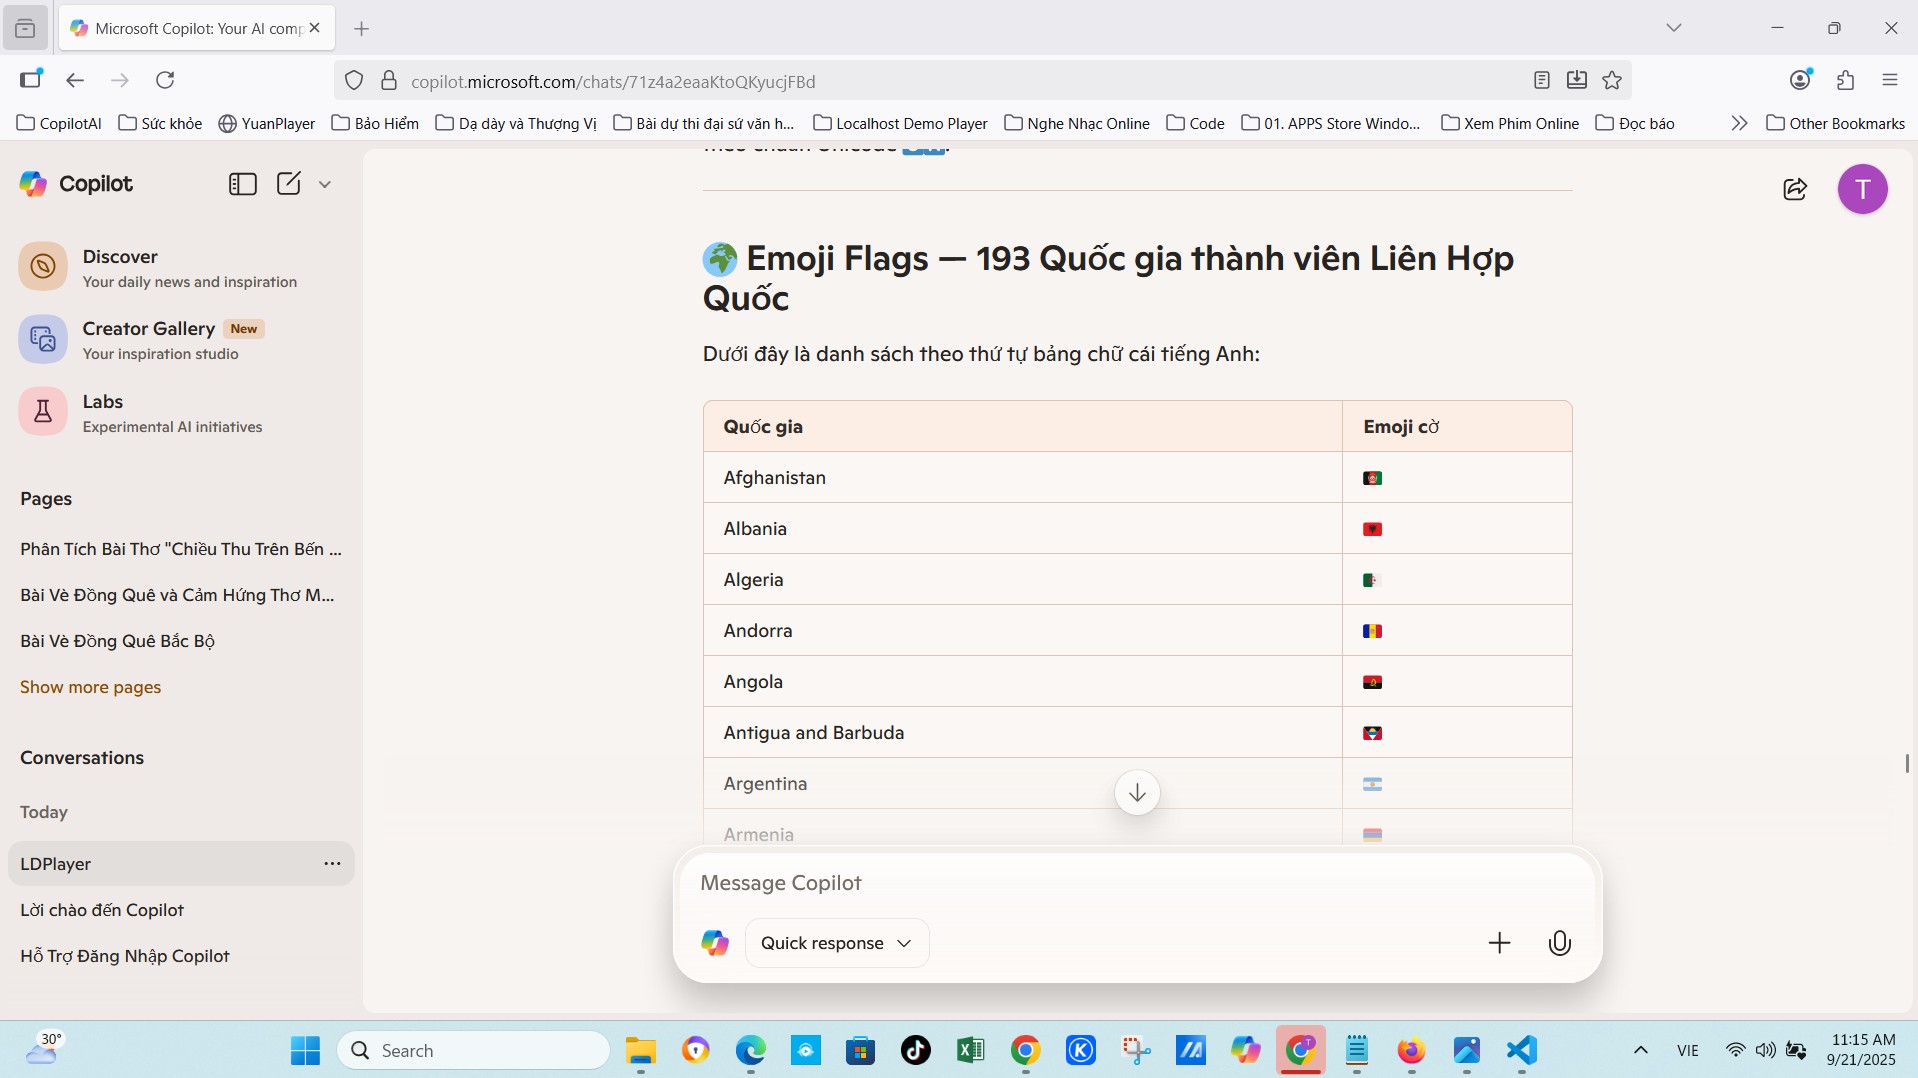 Microsoft Copilot: Your AI comp
copilot.microsoft.com/chats/71z4a2eaaKtoQKyucjFBd
CopilotAI
Sức khỏe
YuanPlayer
Bảo Hiểm
Dạ dày và Thượng Vị
Bài dự thi đại sứ văn h...
Localhost Demo Player
Nghe Nhạc Online
Code
01. APPS Store Windo...
Xem Phim Online
Đọc báo
Other Bookmarks
Copilot
Discover
Your daily news and inspiration
Creator Gallery New
Your inspiration studio
Labs
Experimental AI initiatives
Pages
Phân Tích Bài Thơ "Chiều Thu Trên Bến ...
Bài Vè Đồng Quê và Cảm Hứng Thơ M...
Bài Vè Đồng Quê Bắc Bộ
Show more pages
Conversations
Today
LDPlayer
Lời chào đến Copilot
Hỗ Trợ Đăng Nhập Copilot
T
theo chuẩn Unicode
Emoji Flags — 193 Quốc gia thành viên Liên Hợp
Quốc
Dưới đây là danh sách theo thứ tự bảng chữ cái tiếng Anh:
Quốc gia Emoji cờ
Afghanistan
Albania
Algeria
Andorra
Angola
Antigua and Barbuda
Argentina
Armenia
Message Copilot
Quick response
30°
Search
VIE
11:15 AM
9/21/2025